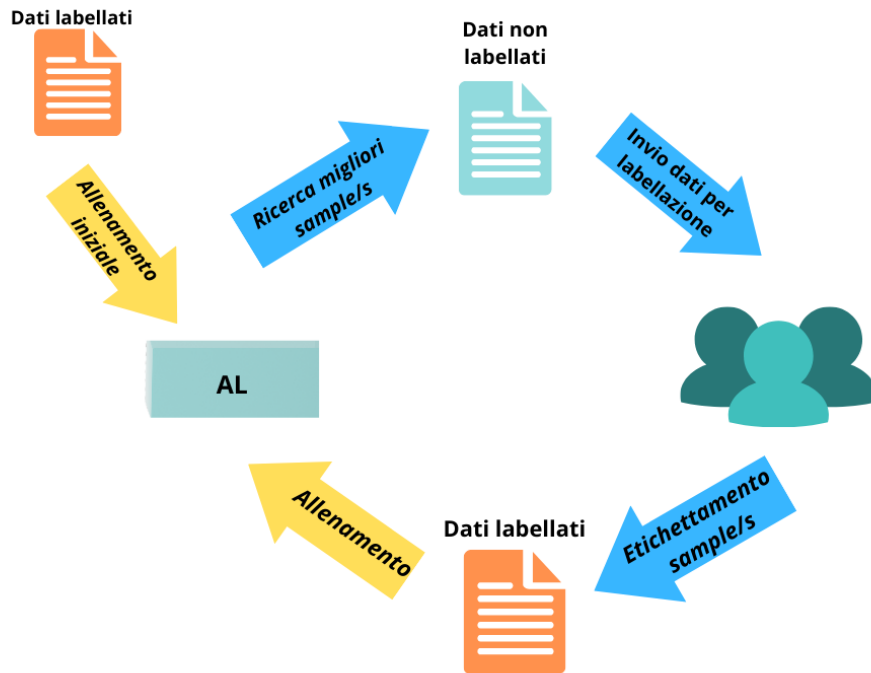 Dati labellati
Dati non
labellati
Allenamento
iniziale
Ricerca migliori
sample/s
Invio dati per
labellazione
AL
Allenamento
Dati labellati
Etichettamento
sample/s